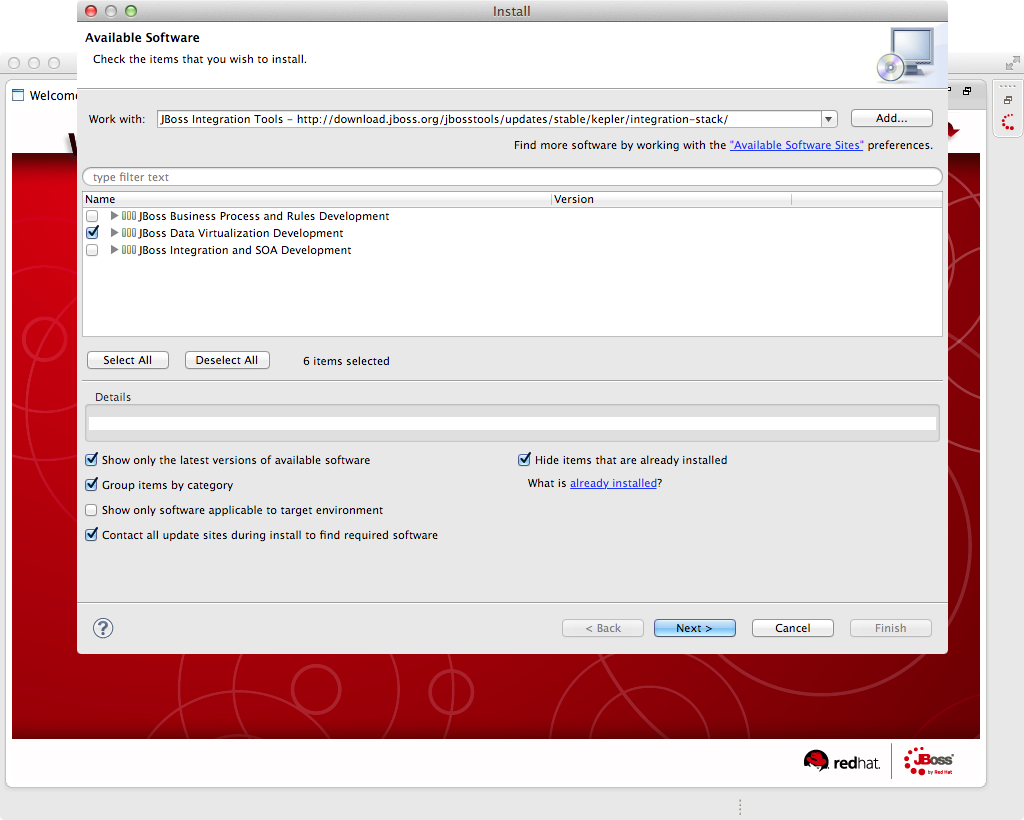 Install
Available Software
Check the items that you wish to install.
Welcome
Work with: JBoss Integration Tools - http://download.jboss.org/jbosstools/updates/stable/kepler/integration-stack/ Add...
Find more software by working with the "Available Software Sites" preferences.
type filter text
Name Version
JBoss Business Process and Rules Development
JBoss Data Virtualization Development
JBoss Integration and SOA Development
Select All Deselect All 6 items selected
Details
Show only the latest versions of available software Hide items that are already installed
Group items by category What is already installed?
Show only software applicable to target environment
Contact all update sites during install to find required software
? < Back Next > Cancel Finish
redhat. JBoss
by Red Hat